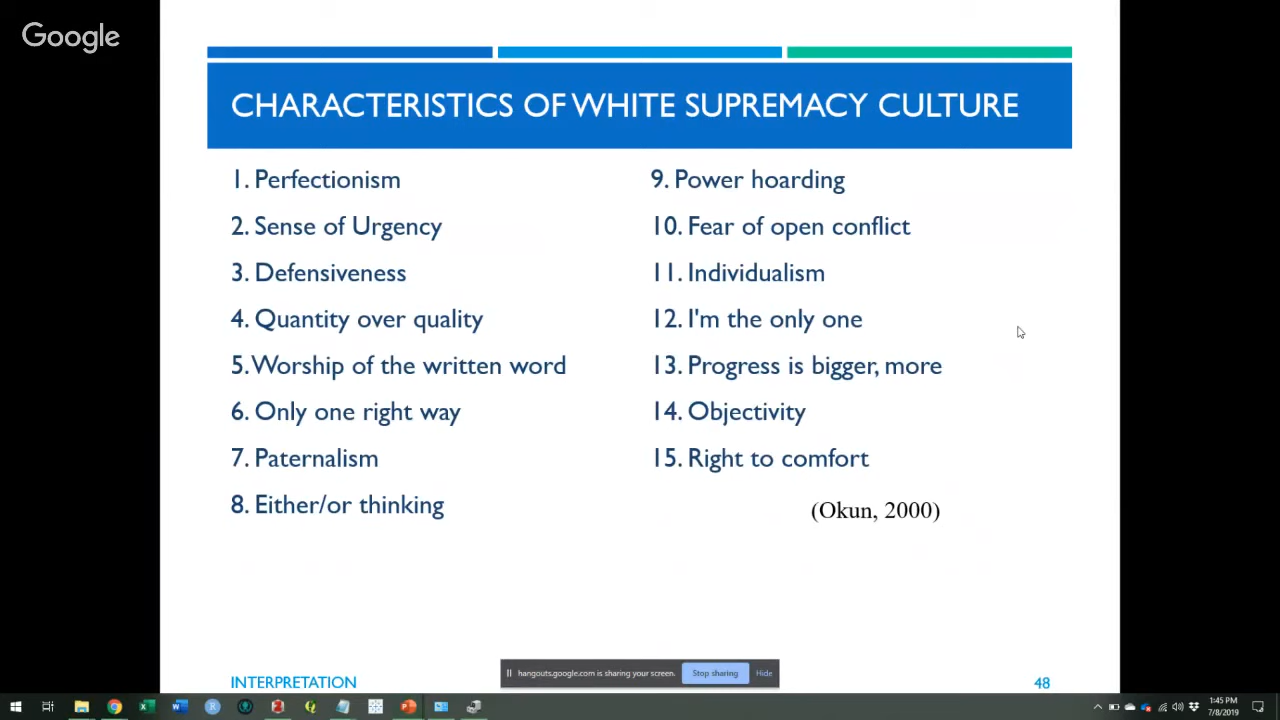 Google
CHARACTERISTICS OF WHITE SUPREMACY CULTURE
1. Perfectionism
2. Sense of Urgency
3. Defensiveness
4. Quantity over quality
5. Worship of the written word
6. Only one right way
7. Paternalism
8. Either/or thinking
9. Power hoarding
10. Fear of open conflict
11. Individualism
12. I'm the only one
13. Progress is bigger, more
14. Objectivity
15. Right to comfort
(Okun, 2000)
INTERPRETATION
48
hangouts.google.com is sharing your screen.
Stop sharing
Hide
1:45 PM
7/8/2019